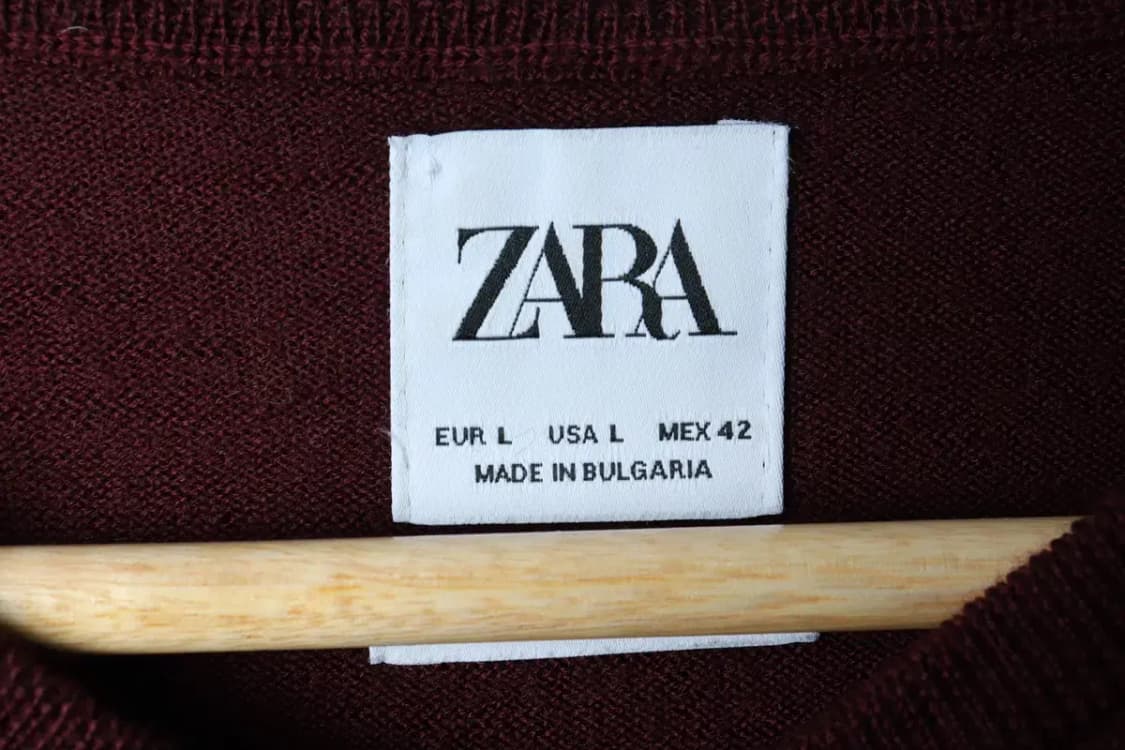 ZARA
EUR L USA L MEX 42
MADE IN BULGARIA